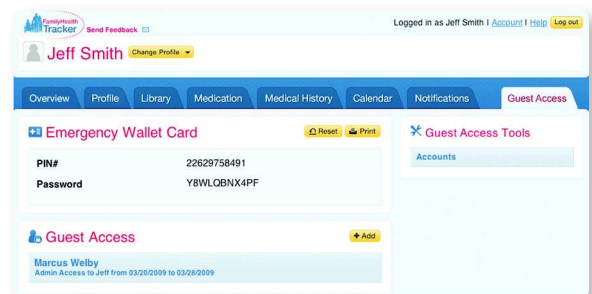 FamilyHealth
Tracker Send Feedback
Logged in as Jeff Smith | Account | Help Log out
Jeff Smith Change Profile
Overview Profile Library Medication Medical History Calendar Notifications Guest Access
Emergency Wallet Card Reset Print
PIN# 22629758491
Password Y8WLQBNX4PF
Guest Access Tools
Accounts
Guest Access + Add
Marcus Welby
Admin Access to Jeff from 03/20/2009 to 03/28/2009